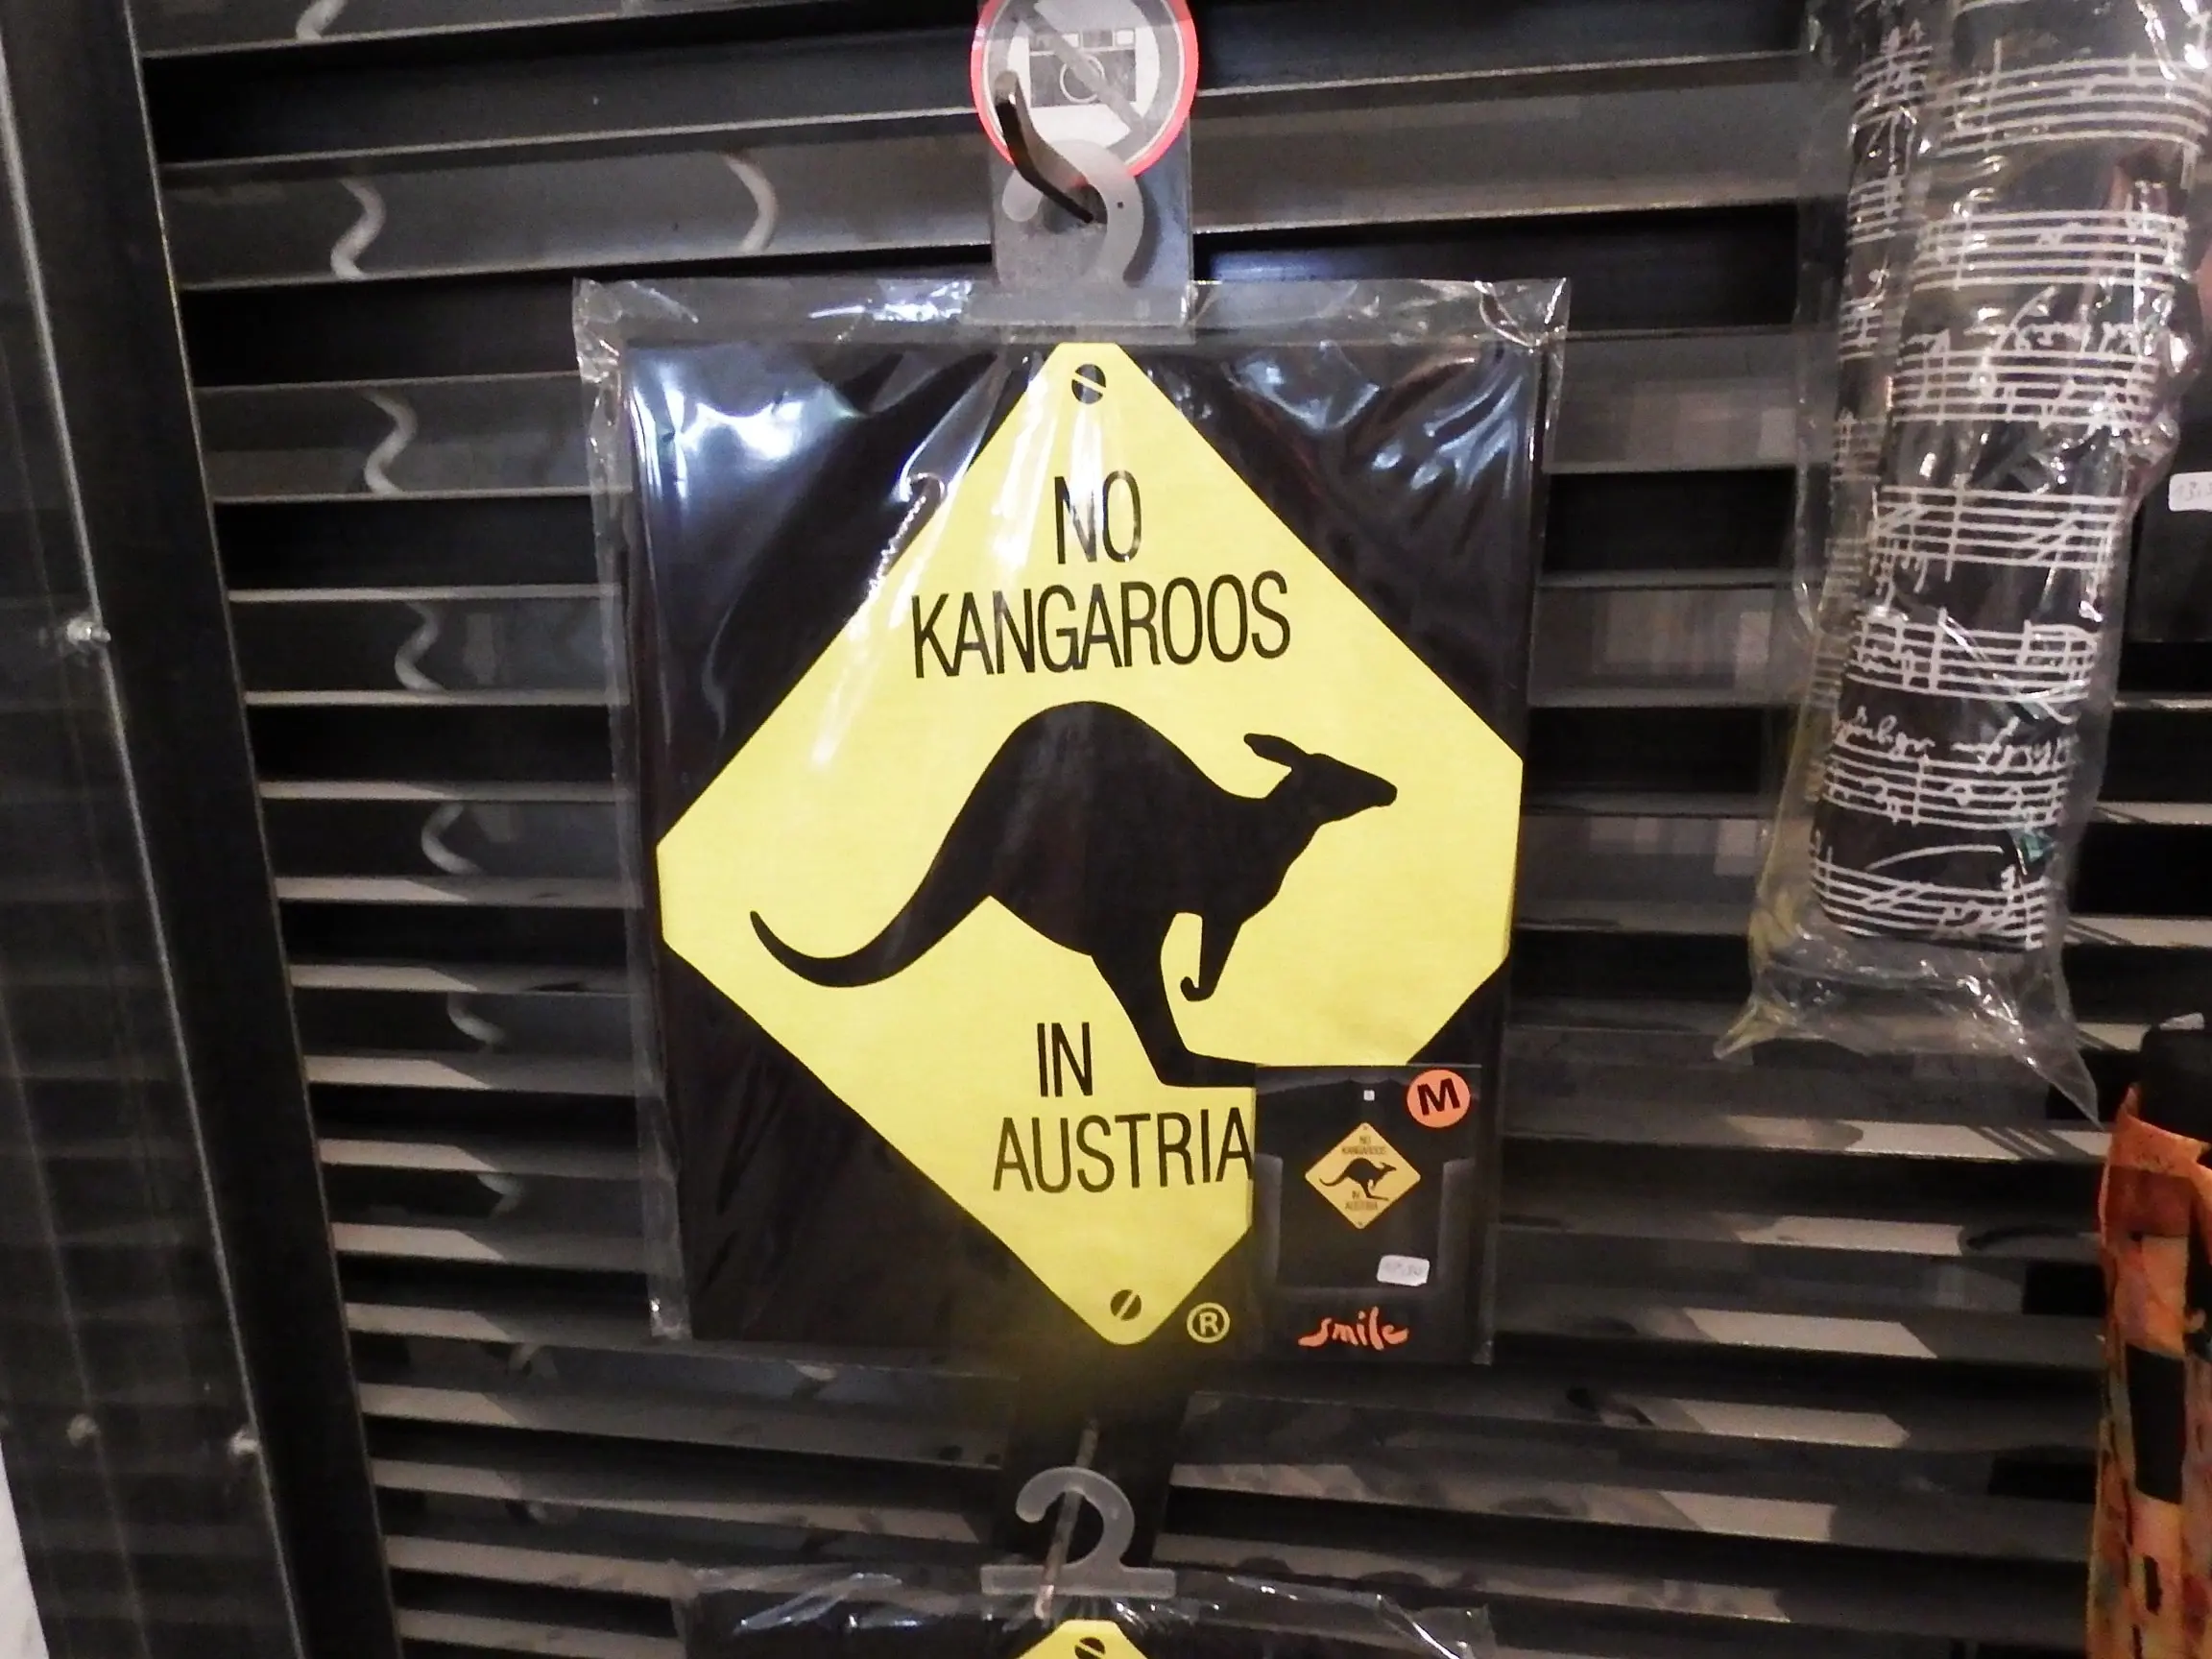 NO
KANGAROOS
IN
AUSTRIA
®
M
NO
KANGAROOS
IN
AUSTRIA
smile